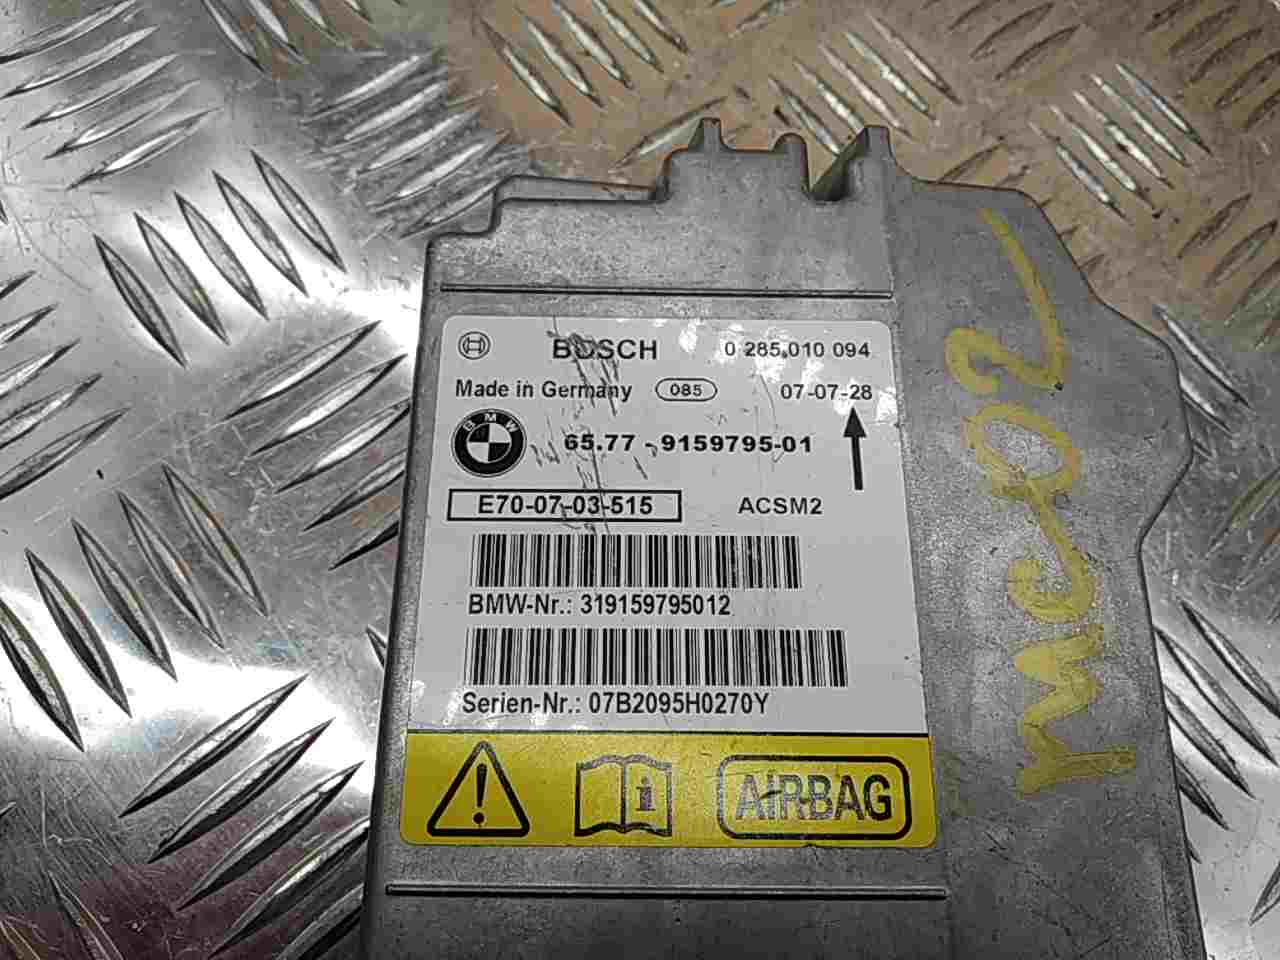 BOSCH 0 285 010 094
Made in Germany 085 07-07-28
BMW 65.77 - 9159795-01
E70-07-03-515 ACSM2
BMW-Nr.: 319159795012
Serien-Nr.: 07B2095H0270Y
AIRBAG